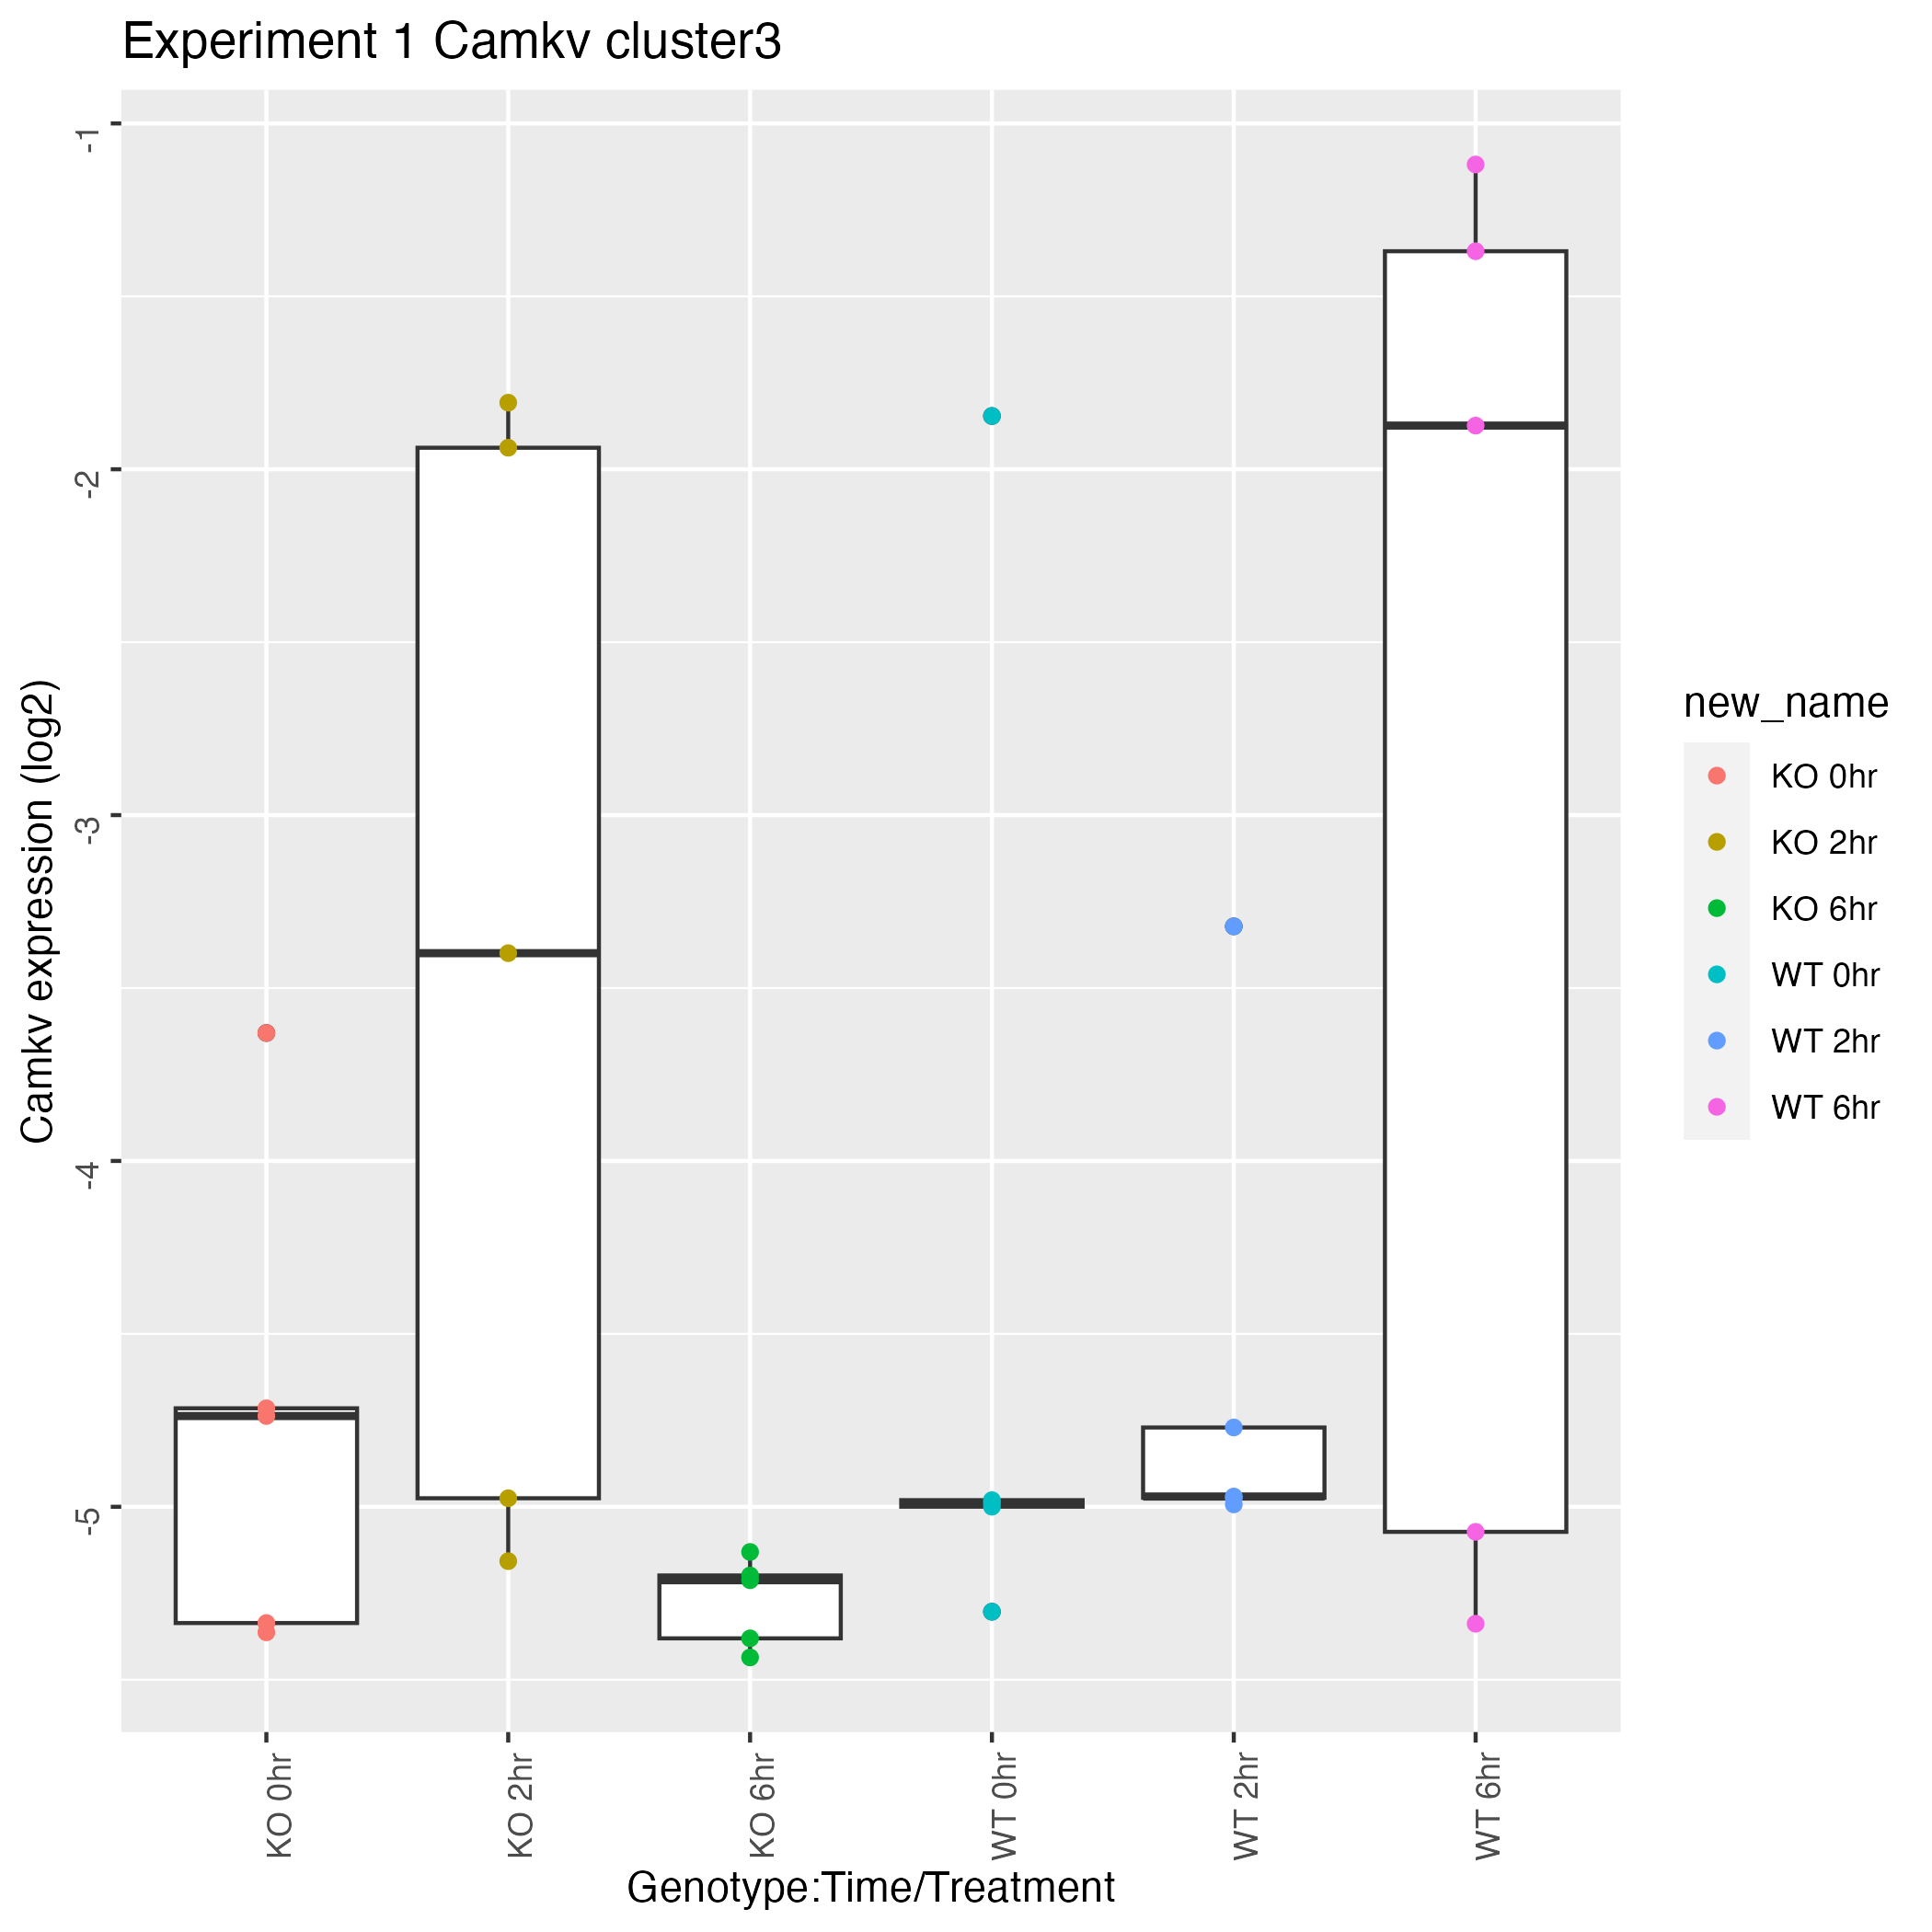 Experiment 1 Camkv cluster3
Camkv expression (log2)
-1
-2
-3
-4
-5
KO 0hr
KO 2hr
KO 6hr
WT 0hr
WT 2hr
WT 6hr
Genotype:Time/Treatment
new_name
KO 0hr
KO 2hr
KO 6hr
WT 0hr
WT 2hr
WT 6hr